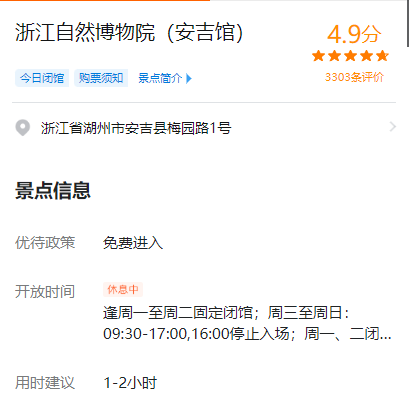 浙江自然博物院（安吉馆）
4.9分
今日闭馆 购票须知 景点简介
3303条评价
浙江省湖州市安吉县梅园路1号
景点信息
优待政策 免费进入
开放时间 休息中
逢周一至周二固定闭馆；周三至周日：
09:30-17:00,16:00停止入场；周一、二闭...
用时建议 1-2小时